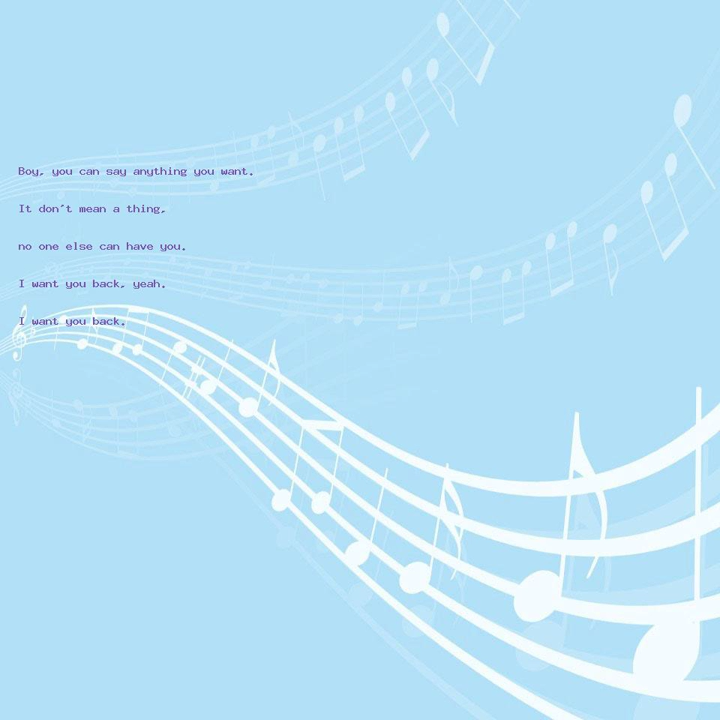 Boy, you can say anything you want.
It don't mean a thing,
no one else can have you.
I want you back, yeah.
I want you back.